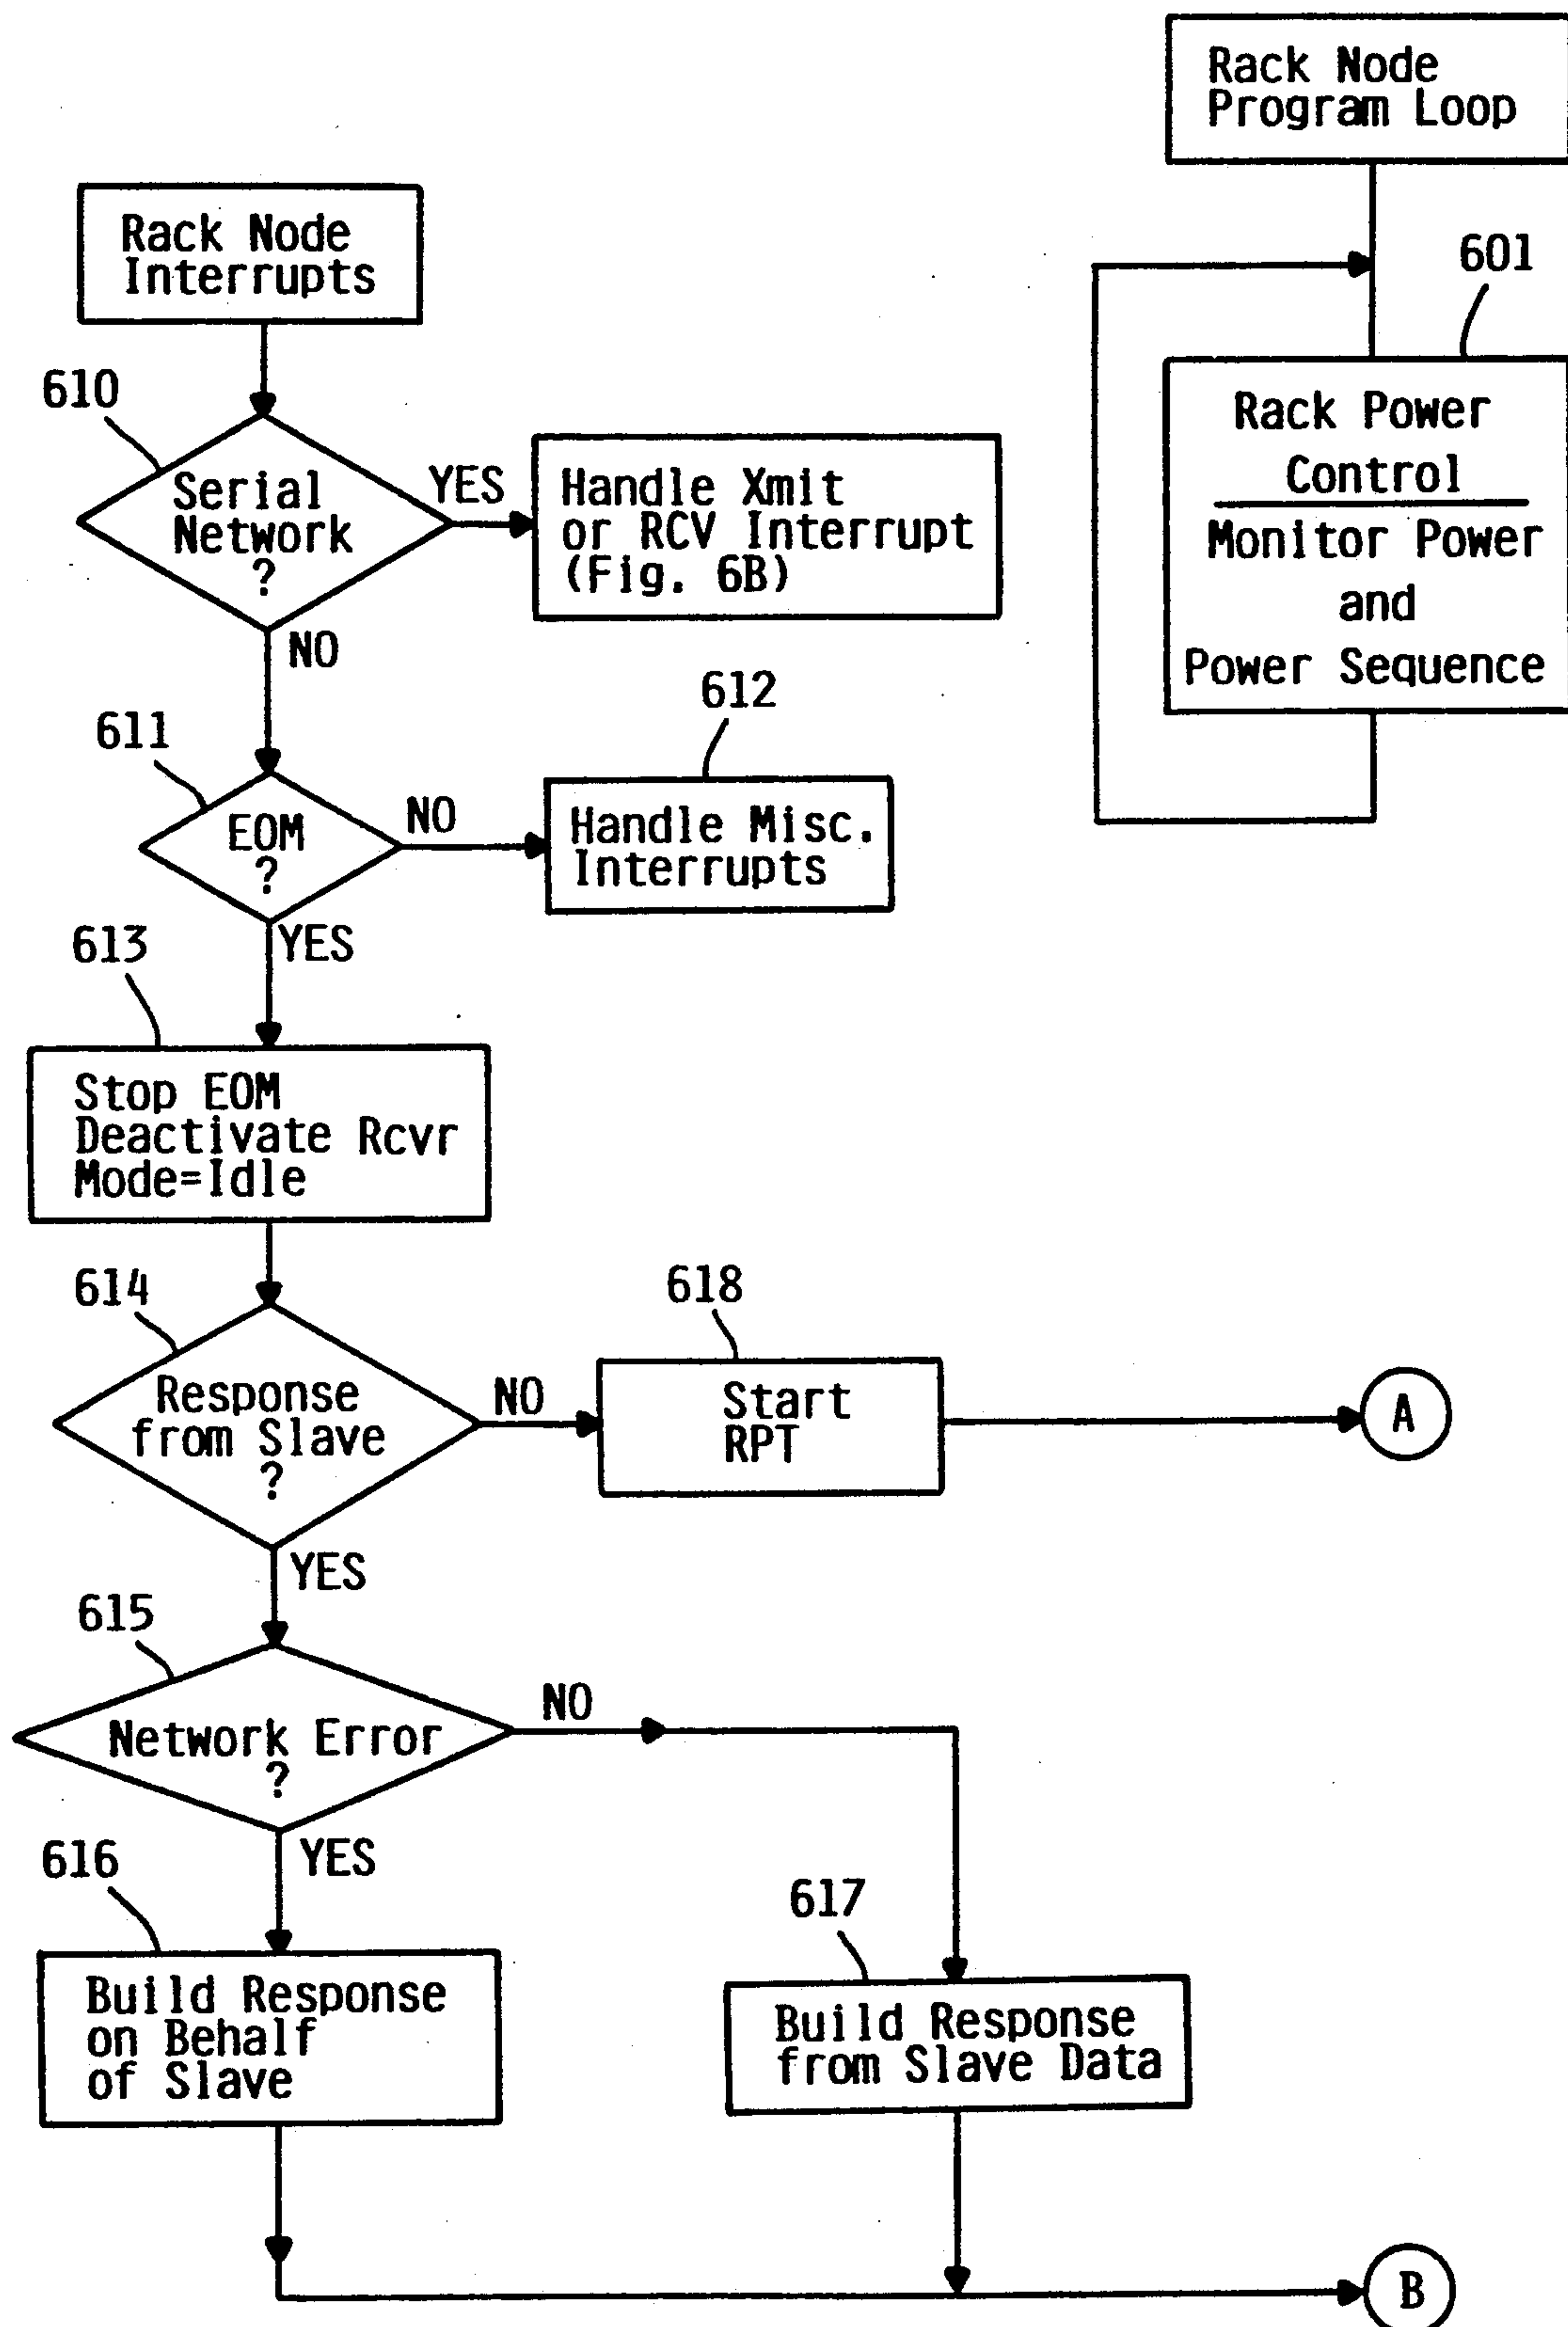 Rack Node
Program Loop
601
Rack Power
Control
Monitor Power
and
Power Sequence
Rack Node
Interrupts
610
Serial
Network
?
YES
Handle Xmit
or RCV Interrupt
(Fig. 6B)
NO
611
EOM
?
NO
612
Handle Misc.
Interrupts
YES
613
Stop EOM
Deactivate Rcvr
Mode=Idle
614
Response
from Slave
?
NO
618
Start
RPT
A
YES
615
Network Error
?
NO
YES
616
Build Response
on Behalf
of Slave
617
Build Response
from Slave Data
B